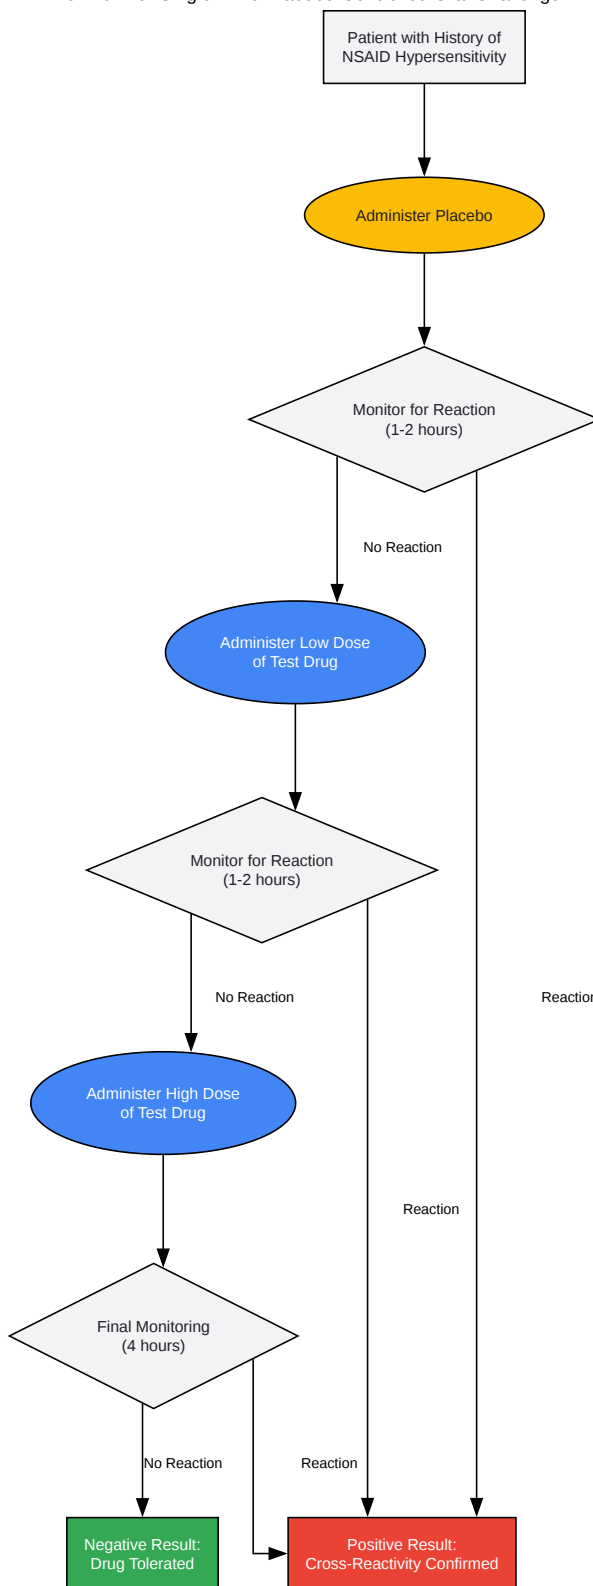 Patient with History of
NSAID Hypersensitivity
Administer Placebo
Monitor for Reaction
(1-2 hours)
No Reaction
Administer Low Dose
of Test Drug
Monitor for Reaction
(1-2 hours)
No Reaction
Reaction
Administer High Dose
of Test Drug
Reaction
Final Monitoring
(4 hours)
No Reaction
Reaction
Negative Result:
Drug Tolerated
Positive Result:
Cross-Reactivity Confirmed